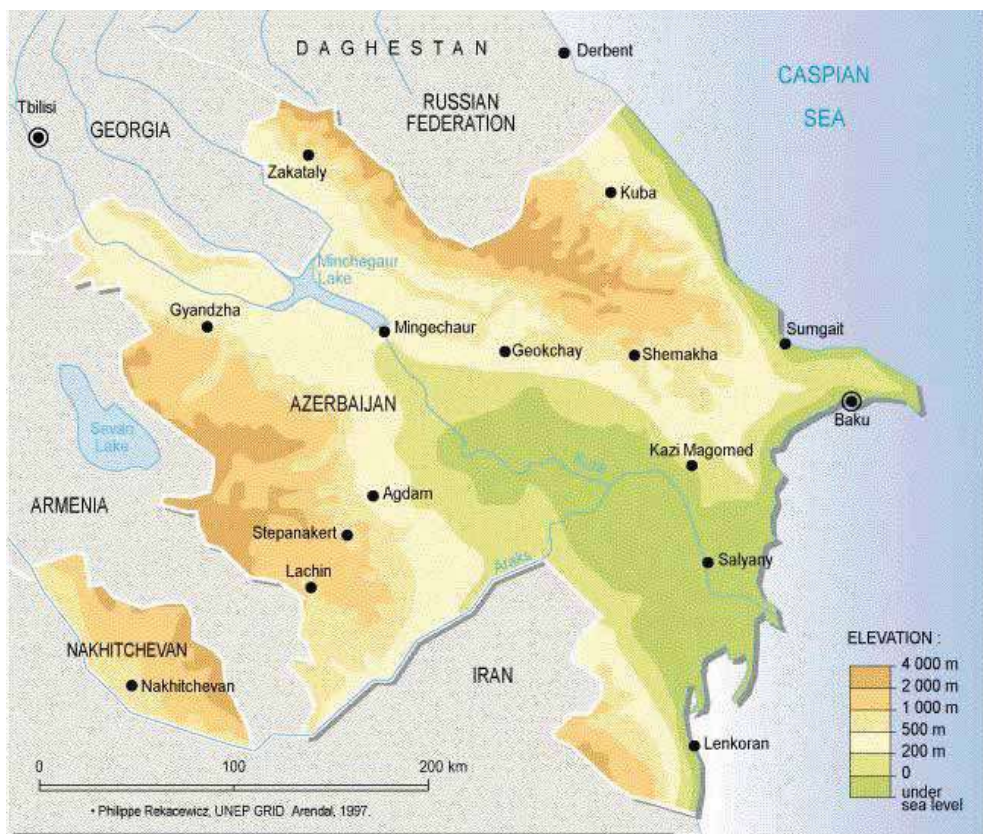 DAGHESTAN
Derbent
CASPIAN
SEA
Tbilisi
RUSSIAN
FEDERATION
GEORGIA
Zakataly
Kuba
Minchegaur
Lake
Gyandzha
Mingechaur
Sumgait
Geokchay
Shemakha
AZERBAIJAN
Baku
Sevan
Lake
Kazi Magomed
Kura
Agdam
ARMENIA
Stepanakert
Araks
Salyany
Lachin
ELEVATION :
4 000 m
2 000 m
1 000 m
500 m
200 m
0
under
sea level
NAKHITCHEVAN
IRAN
Nakhitchevan
Lenkoran
0 100 200 km
• Philippe Rekacewicz, UNEP GRID Arendal, 1997.